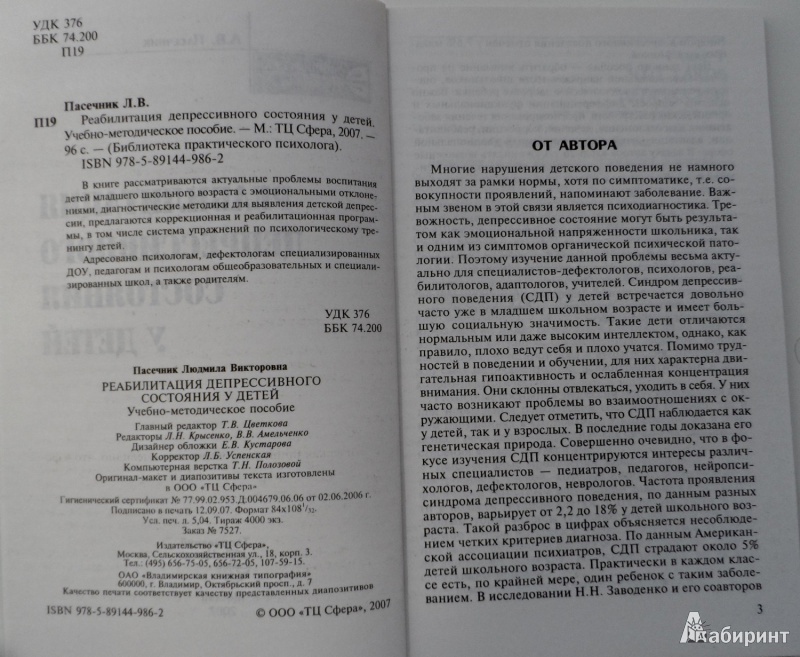 УДК 376
ББК 74.200
П19
Пасечник Л.В.
П19 Реабилитация депрессивного состояния у детей.
Учебно-методическое пособие. — М.: ТЦ Сфера, 2007. —
96 с. — (Библиотека практического психолога).
ISBN 978-5-89144-986-2
В книге рассматриваются актуальные проблемы воспитания
детей младшего школьного возраста с эмоциональными отклоне-
ниями, диагностические методики для выявления детской депрес-
сии, предлагаются коррекционная и реабилитационная програм-
мы, в том числе система упражнений по психологическому тре-
нингу детей.
Адресовано психологам, дефектологам специализированных
ДОУ, педагогам и психологам общеобразовательных и специали-
зированных школ, а также родителям.
УДК 376
ББК 74.200
Пасечник Людмила Викторовна
РЕАБИЛИТАЦИЯ ДЕПРЕССИВНОГО
СОСТОЯНИЯ У ДЕТЕЙ
Учебно-методическое пособие
Главный редактор Т.В. Цветкова
Редакторы Л.Н. Крысенко, В.В. Амельченко
Дизайнер обложки Е.В. Кустарова
Корректор Л.Б. Успенская
Компьютерная верстка Т.Н. Полозовой
Оригинал-макет и диапозитивы текста изготовлены
в ООО «ТЦ Сфера»
Гигиенический сертификат № 77.99.02.953.Д.004679.06.06 от 02.06.2006 г.
Подписано в печать 12.09.07. Формат 84х108 1/32.
Усл. печ. л. 5,04. Тираж 4000 экз.
Заказ № 7527.
Издательство «ТЦ Сфера».
Москва, Сельскохозяйственная ул., 18, корп. 3.
Тел.: (495) 656-75-05, 656-72-05, 107-59-15.
ОАО «Владимирская книжная типография»
600000, г. Владимир, Октябрьский просп., д. 7
Качество печати соответствует качеству представленных диапозитивов
ISBN 978-5-89144-986-2 © ООО «ТЦ Сфера», 2007
ОТ АВТОРА
Многие нарушения детского поведения не намного
выходят за рамки нормы, хотя по симптоматике, т.е. со-
вокупности проявлений, напоминают заболевание. Важ-
ным звеном в этой связи является психодиагностика. Тре-
вожность, депрессивное состояние могут быть результа-
том как эмоциональной напряженности школьника, так
и одним из симптомов органической психической пато-
логии. Поэтому изучение данной проблемы весьма акту-
ально для специалистов-дефектологов, психологов, реа-
билитологов, адаптологов, учителей. Синдром депрессив-
ного поведения (СДП) у детей встречается довольно
часто уже в младшем школьном возрасте и имеет боль-
шую социальную значимость. Такие дети отличаются
нормальным или даже высоким интеллектом, однако, как
правило, плохо ведут себя и плохо учатся. Помимо труд-
ностей в поведении и обучении, для них характерна дви-
гательная гипоактивность и ослабленная концентрация
внимания. Они склонны отвлекаться, уходить в себя. У них
часто возникают проблемы во взаимоотношениях с ок-
ружающими. Следует отметить, что СДП наблюдается как
у детей, так и у взрослых. В последние годы доказана его
генетическая природа. Совершенно очевидно, что в фо-
кусе изучения СДП концентрируются интересы различ-
ных специалистов — педиатров, педагогов, нейропси-
хологов, дефектологов, неврологов. Частота проявления
синдрома депрессивного поведения, по данным разных
авторов, варьирует от 2,2 до 18% у детей школьного воз-
раста. Такой разброс в цифрах объясняется несоблюде-
нием четких критериев диагноза. По данным Американ-
ской ассоциации психиатров, СДП страдают около 5%
детей школьного возраста. Практически в каждом клас-
се есть, по крайней мере, один ребенок с таким заболе-
ванием. В исследовании Н.Н. Заводенко и его соавторов
3
Лабиринт